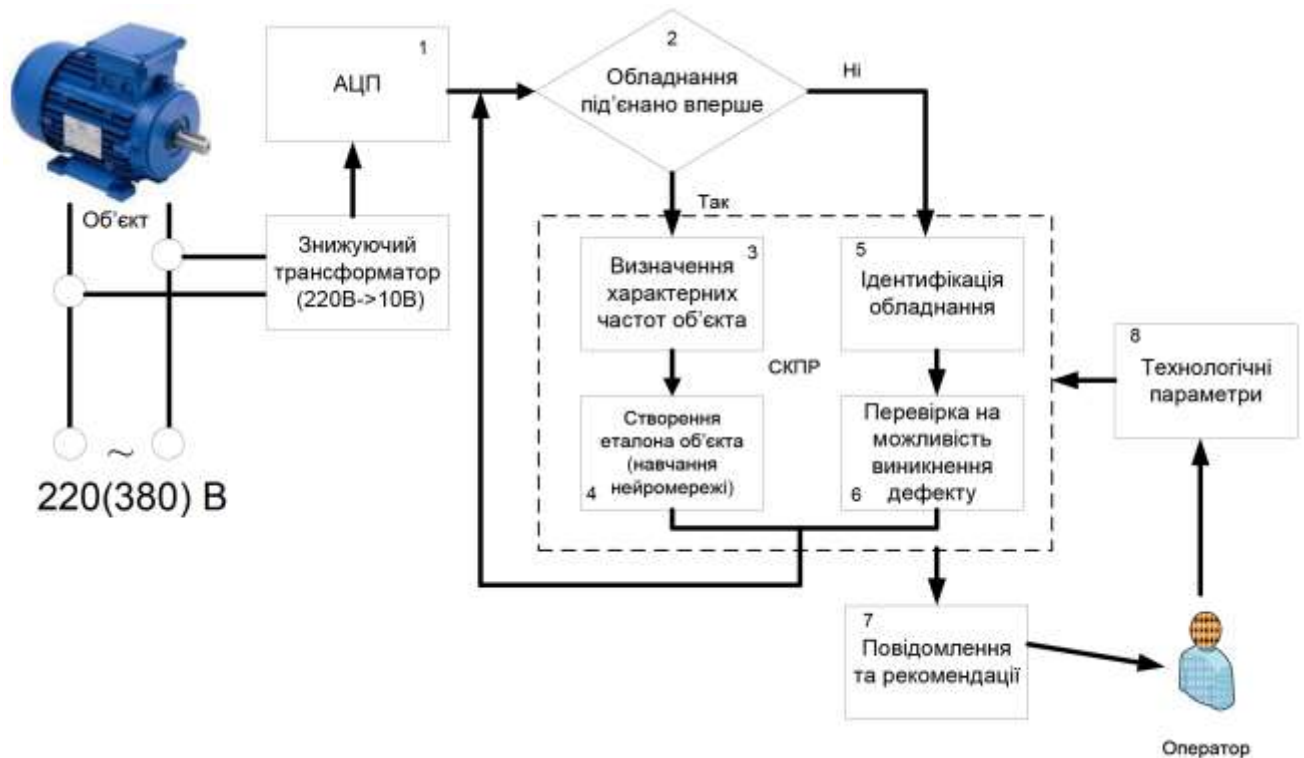 1
АЦП
2
Обладнання
під’єнано вперше
Ні
Так
Об’єкт
Знижуючий
трансформатор
(220В->10В)
3
Визначення
характерних
частот об’єкта
5
Ідентифікація
обладнання
СКПР
8
Технологічні
параметри
Створення
еталона об’єкта
(навчання
нейромережі)
4
Перевірка на
можливість
виникнення
дефекту
6
~
220(380) В
7
Повідомлення
та рекомендації
Оператор